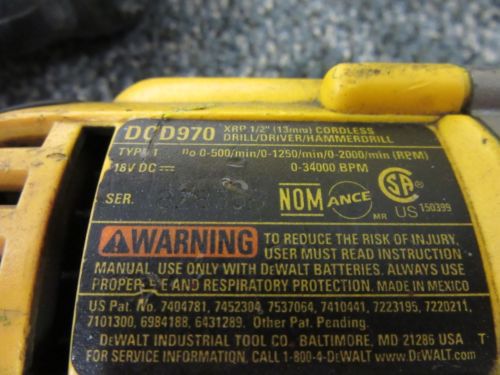 DCD970 XRP 1/2" (13mm) CORDLESS
DRILL/DRIVER/HAMMERDRILL
TYPE 1 no 0-500/min/0-1250/min/0-2000/min (RPM)
18V DC 0-34000 BPM
SER. NOM ANCE MR SA US 150399
WARNING TO REDUCE THE RISK OF INJURY,
USER MUST READ INSTRUCTION
MANUAL. USE ONLY WITH DEWALT BATTERIES. ALWAYS USE
PROPER EYE AND RESPIRATORY PROTECTION. MADE IN MEXICO
US Pat. No. 7404781, 7452304, 7537064, 7410441, 7223195, 7220211,
7101300, 6984188, 6431289. Other Pat. Pending.
DEWALT INDUSTRIAL TOOL CO. BALTIMORE, MD 21286 USA T
FOR SERVICE INFORMATION, CALL 1-800-4-DEWALT www.DEWALT.com